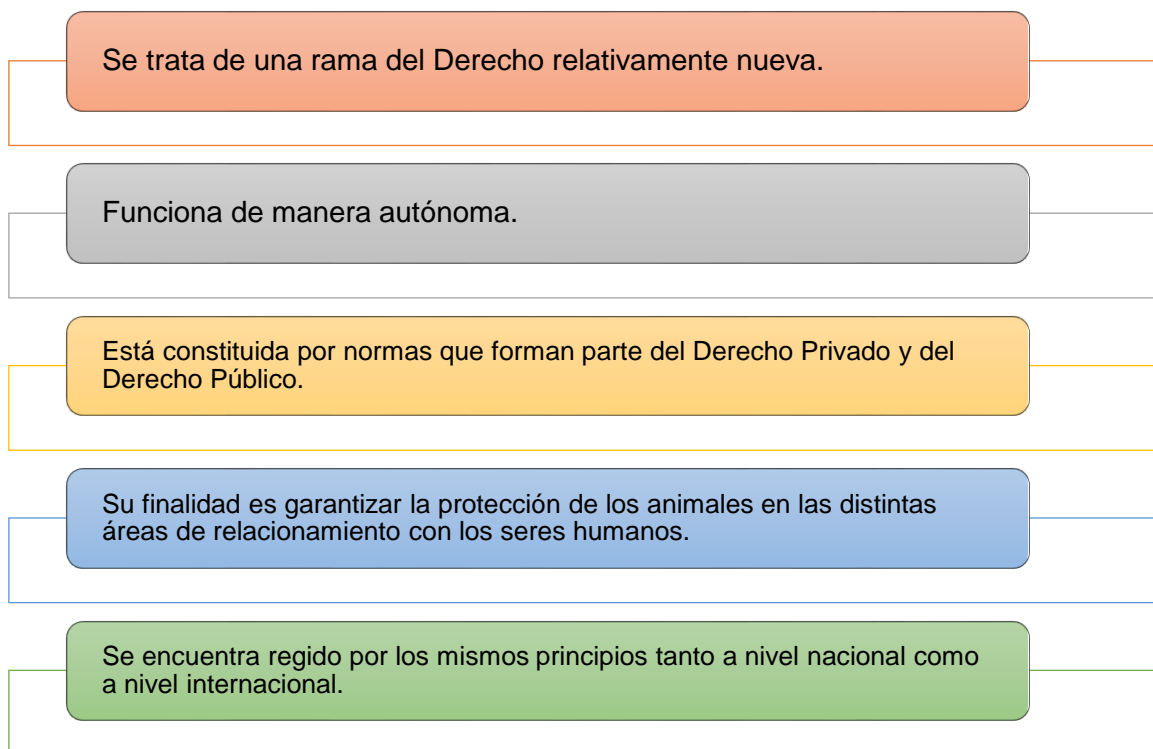 Se trata de una rama del Derecho relativamente nueva.
Funciona de manera autónoma.
Está constituida por normas que forman parte del Derecho Privado y del
Derecho Público.
Su finalidad es garantizar la protección de los animales en las distintas
áreas de relacionamiento con los seres humanos.
Se encuentra regido por los mismos principios tanto a nivel nacional como
a nivel internacional.